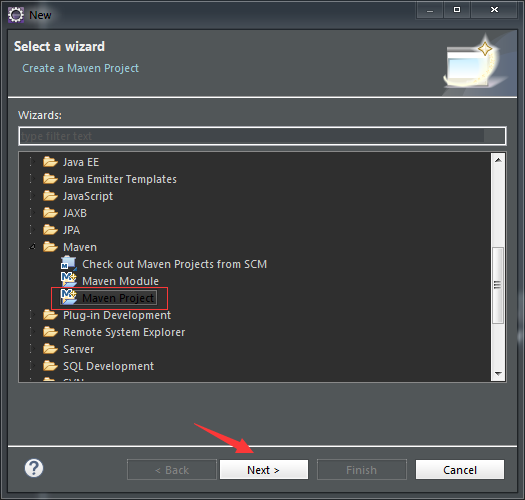 New
Select a wizard
Create a Maven Project
Wizards:
type filter text
Java EE
Java Emitter Templates
JavaScript
JAXB
JPA
Maven
Check out Maven Projects from SCM
Maven Module
Maven Project
Plug-in Development
Remote System Explorer
Server
SQL Development
SVN
< Back
Next >
Finish
Cancel